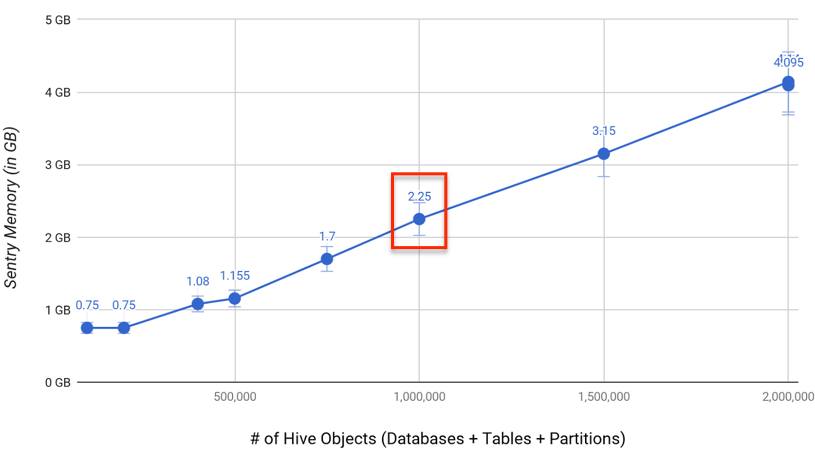 5 GB
4 GB
3 GB
2 GB
1 GB
0 GB
Sentry Memory (in GB)
0.75
0.75
1.08
1.155
1.7
2.25
3.15
4.095
500,000
1,000,000
1,500,000
2,000,000
# of Hive Objects (Databases + Tables + Partitions)